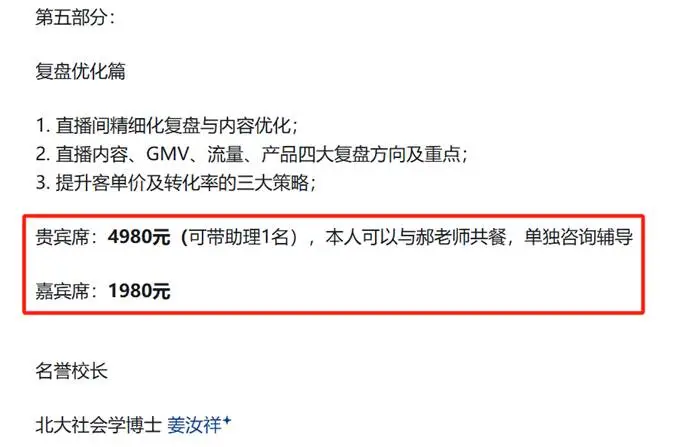 第五部分：
复盘优化篇
1. 直播间精细化复盘与内容优化；
2. 直播内容、GMV、流量、产品四大复盘方向及重点；
3. 提升客单价及转化率的三大策略；
贵宾席：4980元（可带助理1名），本人可以与郝老师共餐，单独咨询辅导
嘉宾席：1980元
名誉校长
北大社会学博士 姜汝祥